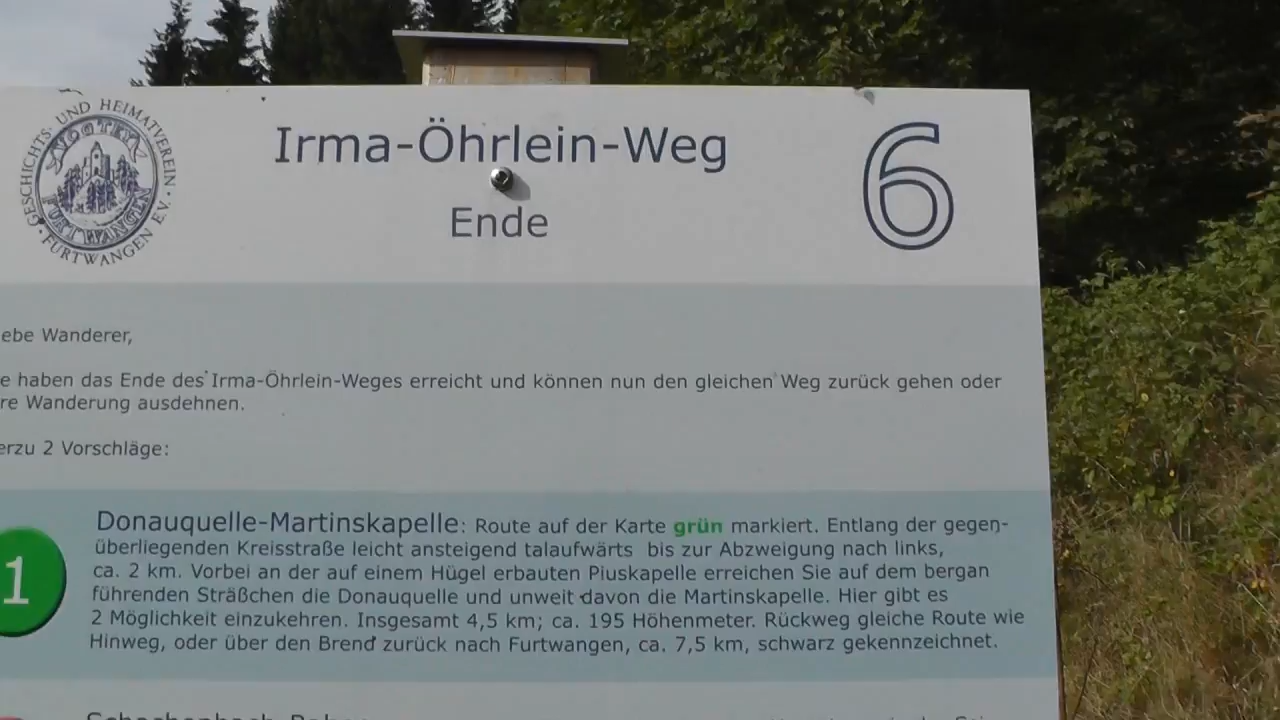 GESCHICHTS- UND HEIMATVEREIN
VOGTEY
FURTWANGEN
FURTWANGEN E.V.
Irma-Öhrlein-Weg
6
Ende
ebe Wanderer,
e haben das Ende des Irma-Öhrlein-Weges erreicht und können nun den gleichen Weg zurück gehen oder
re Wanderung ausdehnen.
erzu 2 Vorschläge:
1
Donauquelle-Martinskapelle: Route auf der Karte grün markiert. Entlang der gegen-
überliegenden Kreisstraße leicht ansteigend talaufwärts bis zur Abzweigung nach links,
ca. 2 km. Vorbei an der auf einem Hügel erbauten Piuskapelle erreichen Sie auf dem bergan
führenden Sträßchen die Donauquelle und unweit davon die Martinskapelle. Hier gibt es
2 Möglichkeit einzukehren. Insgesamt 4,5 km; ca. 195 Höhenmeter. Rückweg gleiche Route wie
Hinweg, oder über den Brend zurück nach Furtwangen, ca. 7,5 km, schwarz gekennzeichnet.